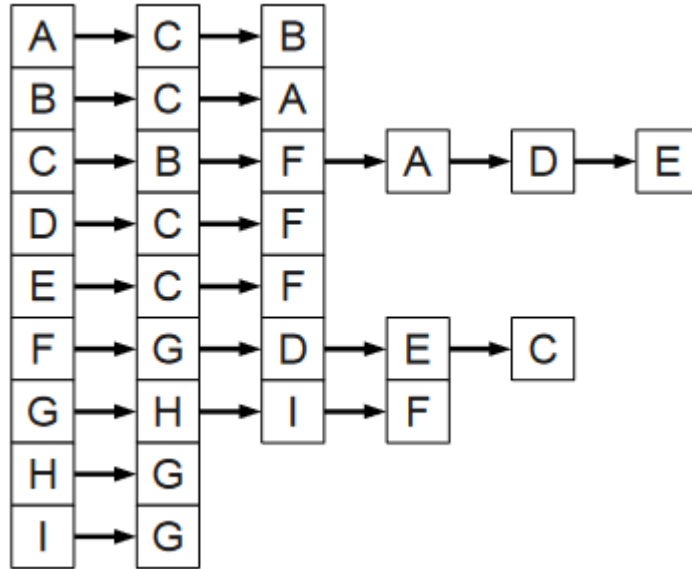 A C B
B C A
C B F A D E
D C F
E C F
F G D E C
G H I F
H G
I G